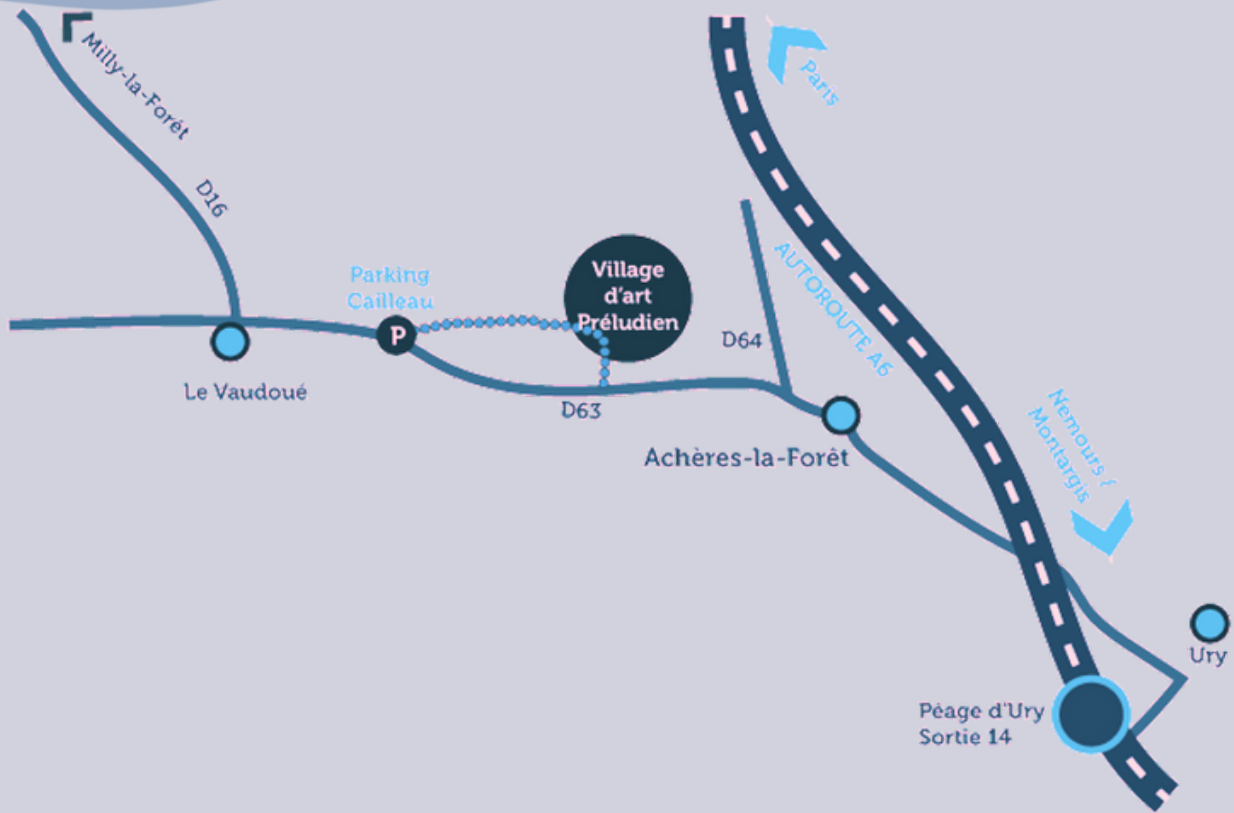 Milly-la-Forêt
Paris
D16
Village
d'art
Préludien
Parking
Cailleau
P
AUTOROUTE A6
D64
Le Vaudoué
D63
Nemours /
Montargis
Achères-la-Forêt
Ury
Péage d'Ury
Sortie 14